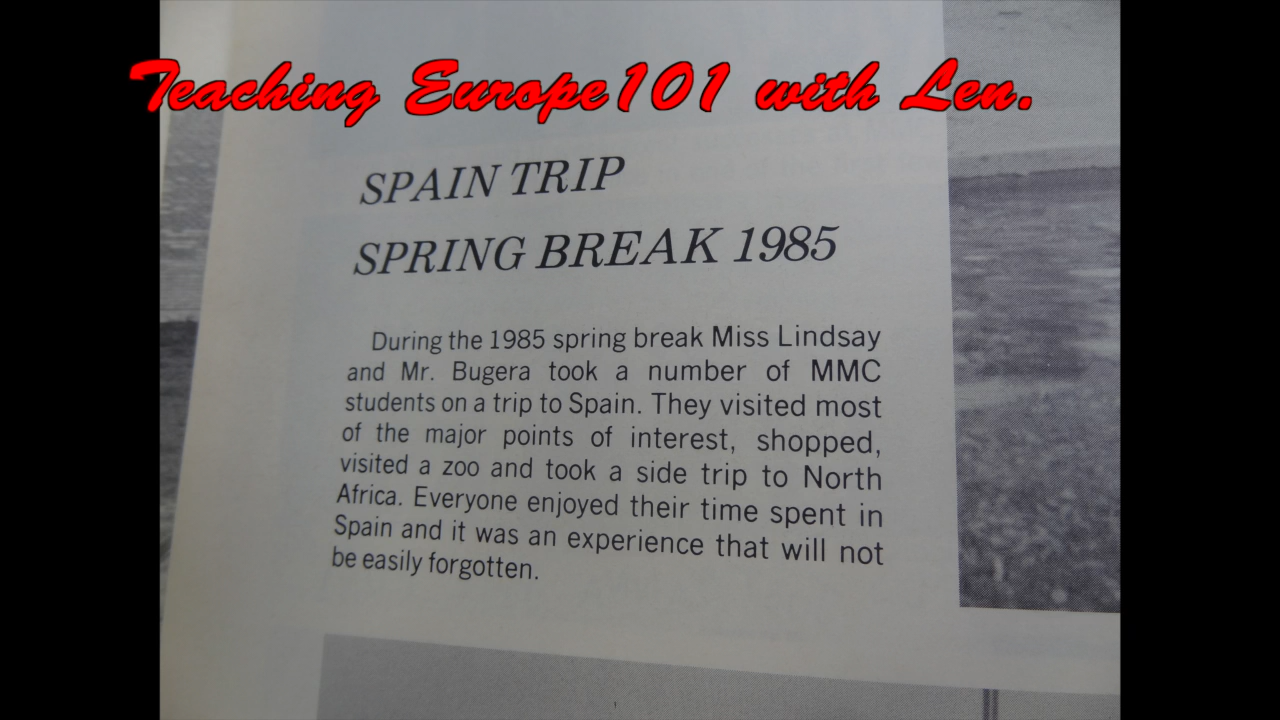 Teaching Europe101 with Len.
SPAIN TRIP
SPRING BREAK 1985
During the 1985 spring break Miss Lindsay
and Mr. Bugera took a number of MMC
students on a trip to Spain. They visited most
of the major points of interest, shopped,
visited a zoo and took a side trip to North
Africa. Everyone enjoyed their time spent in
Spain and it was an experience that will not
be easily forgotten.